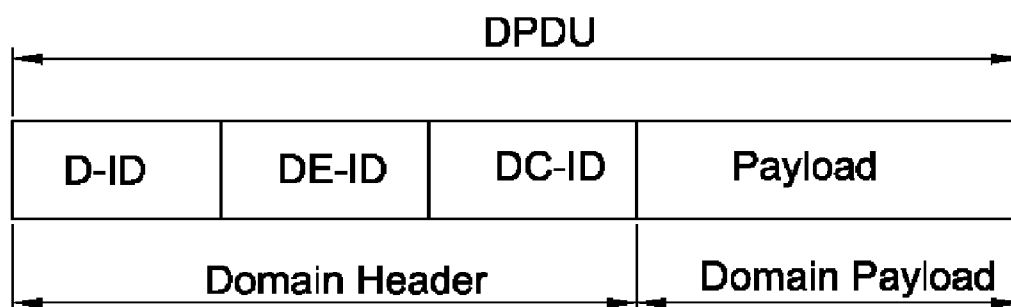 DPDU
D-ID DE-ID DC-ID Payload
Domain Header Domain Payload